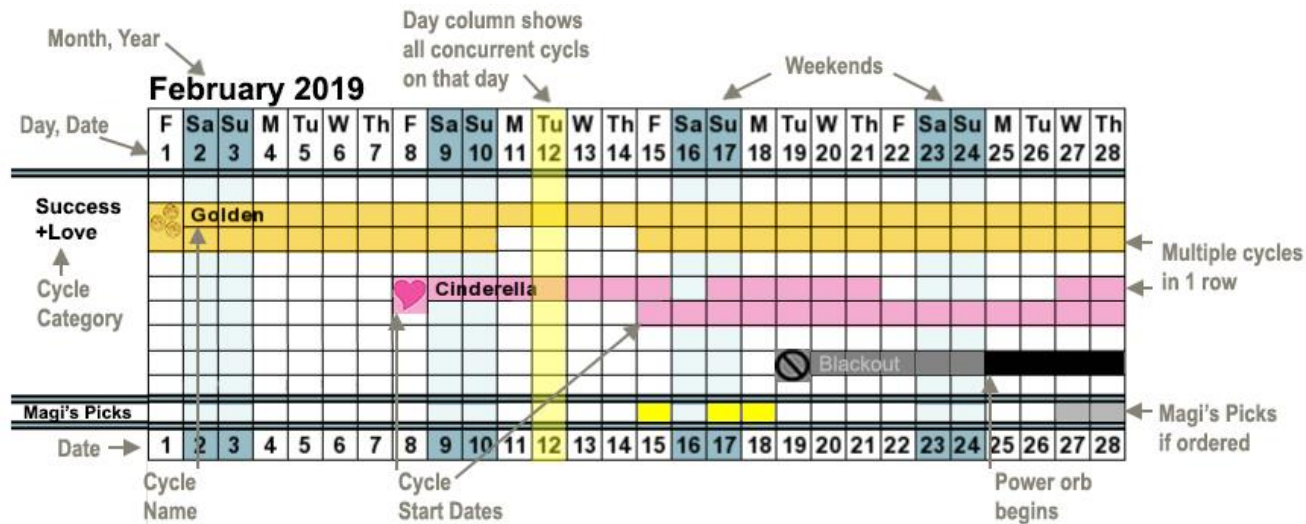 Day column shows
all concurrent cycls
on that day
Month, Year
Weekends
February 2019
Day, Date
F Sa Su M Tu W Th F Sa Su M Tu W Th F Sa Su M Tu W Th F Sa Su M Tu W Th
1 2 3 4 5 6 7 8 9 10 11 12 13 14 15 16 17 18 19 20 21 22 23 24 25 26 27 28
Success
+Love
Golden
Multiple cycles
in 1 row
Cycle
Category
Cinderella
Blackout
Magi's Picks
Magi's Picks
if ordered
Date
1 2 3 4 5 6 7 8 9 10 11 12 13 14 15 16 17 18 19 20 21 22 23 24 25 26 27 28
Cycle
Name
Cycle
Start Dates
Power orb
begins